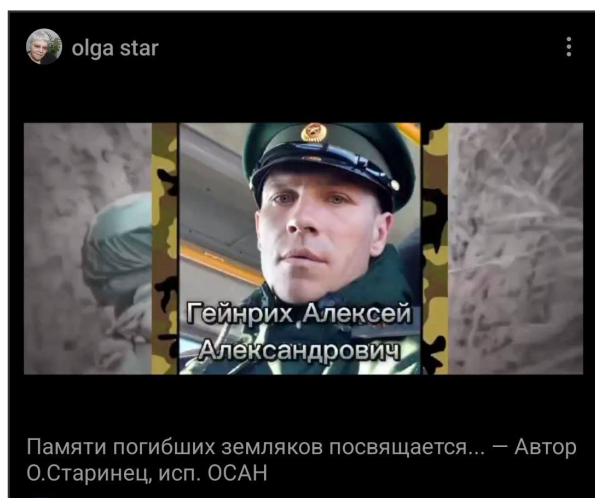 olga star
Гейнрих Алексей
Александрович
Памяти погибших земляков посвящается... — Автор
О.Старинец, исп. ОСАН